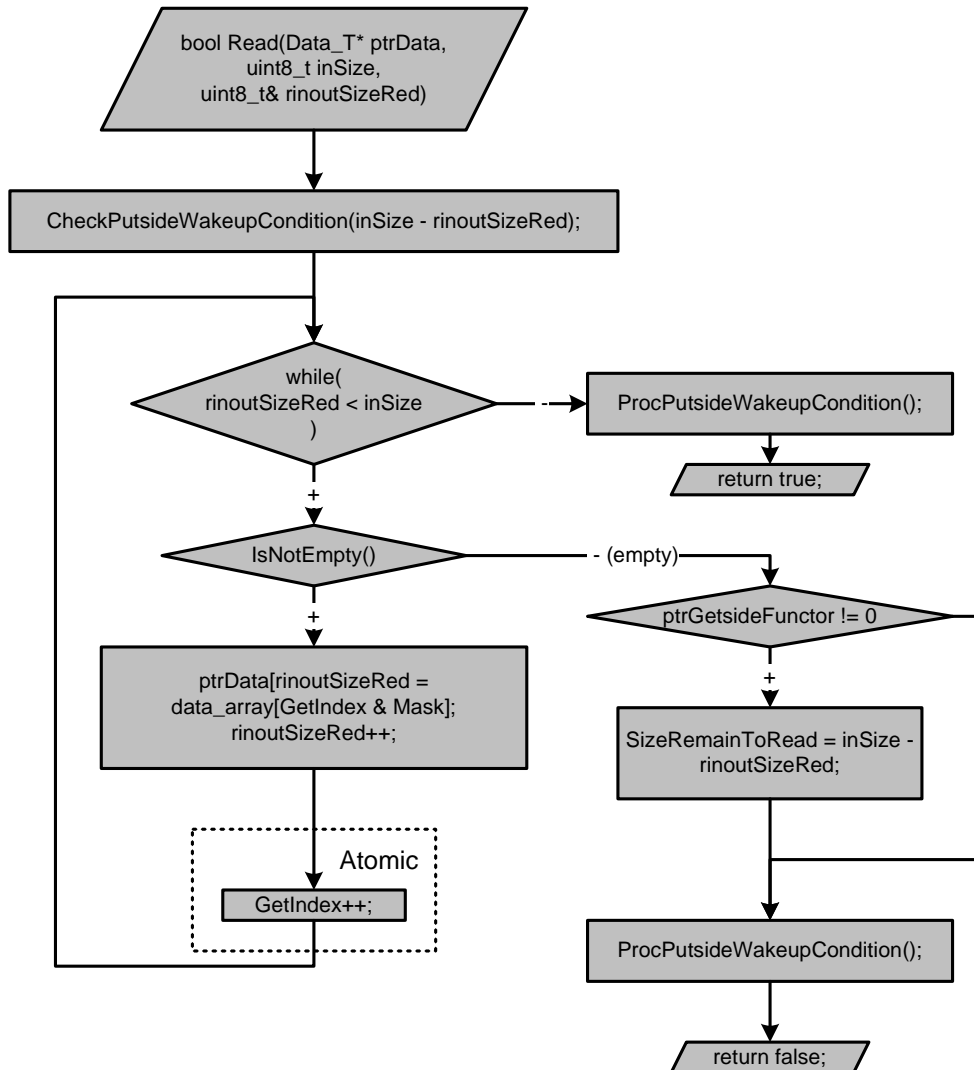 bool Read(Data_T* ptrData,
uint8_t inSize,
uint8_t& rinoutSizeRed)
CheckPutsideWakeupCondition(inSize - rinoutSizeRed);
while(
rinoutSizeRed < inSize
)
-
ProcPutsideWakeupCondition();
return true;
+
IsNotEmpty()
- (empty)
ptrGetsideFunctor != 0
+
+
ptrData[rinoutSizeRed =
data_array[GetIndex & Mask];
rinoutSizeRed++;
SizeRemainToRead = inSize -
rinoutSizeRed;
Atomic
GetIndex++;
ProcPutsideWakeupCondition();
return false;